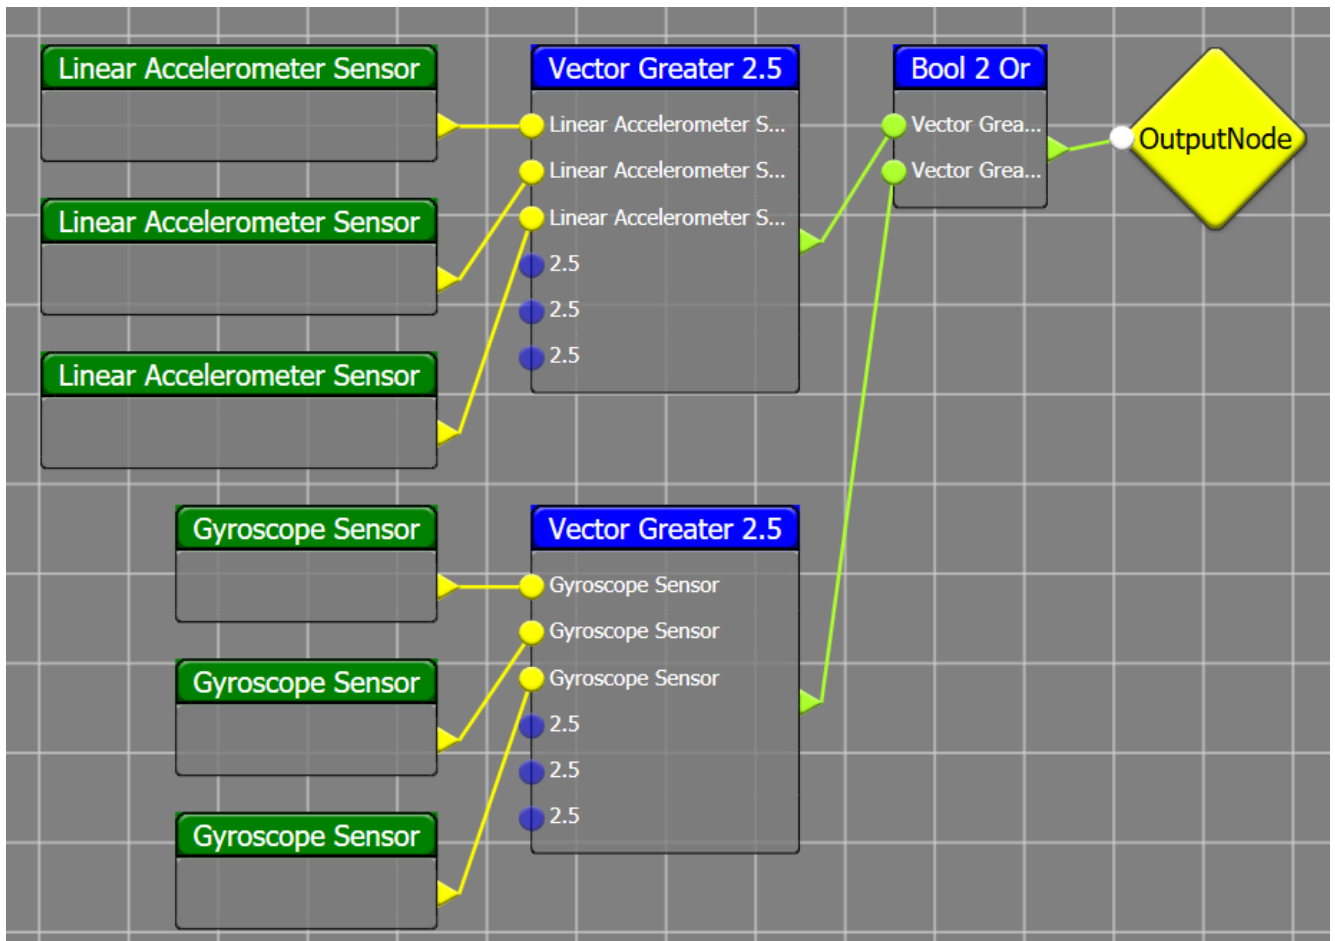 Linear Accelerometer Sensor
Linear Accelerometer Sensor
Linear Accelerometer Sensor
Vector Greater 2.5
Linear Accelerometer S...
Linear Accelerometer S...
Linear Accelerometer S...
2.5
2.5
2.5
Bool 2 Or
Vector Grea...
Vector Grea...
OutputNode
Gyroscope Sensor
Gyroscope Sensor
Gyroscope Sensor
Vector Greater 2.5
Gyroscope Sensor
Gyroscope Sensor
Gyroscope Sensor
2.5
2.5
2.5